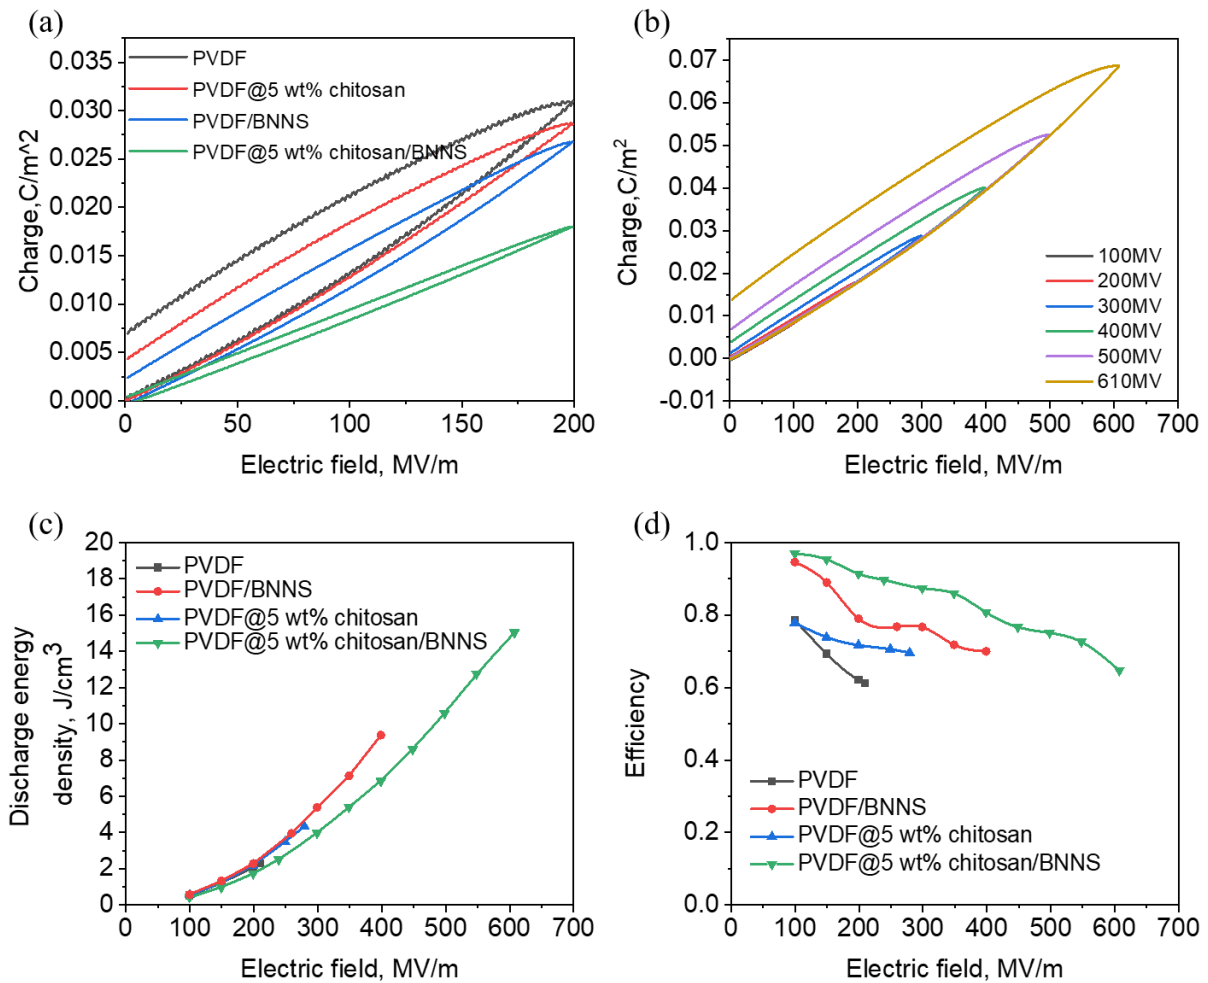 (a)
0.035
0.030
0.025
0.020
0.015
0.010
0.005
0.000
Charge,C/m^2
PVDF
PVDF@5 wt% chitosan
PVDF/BNNS
PVDF@5 wt% chitosan/BNNS
0 50 100 150 200
Electric field, MV/m
(b)
0.07
0.06
0.05
0.04
0.03
0.02
0.01
0.00
-0.01
Charge,C/m²
100MV
200MV
300MV
400MV
500MV
610MV
0 100 200 300 400 500 600 700
Electric field, MV/m
(c)
20
18
16
14
12
10
8
6
4
2
0
Discharge energy
density, J/cm3
PVDF
PVDF/BNNS
PVDF@5 wt% chitosan
PVDF@5 wt% chitosan/BNNS
100 200 300 400 500 600 700
Electric field, MV/m
(d)
1.0
0.8
0.6
0.4
0.2
0.0
Efficiency
PVDF
PVDF/BNNS
PVDF@5 wt% chitosan
PVDF@5 wt% chitosan/BNNS
0 100 200 300 400 500 600 700
Electric field, MV/m